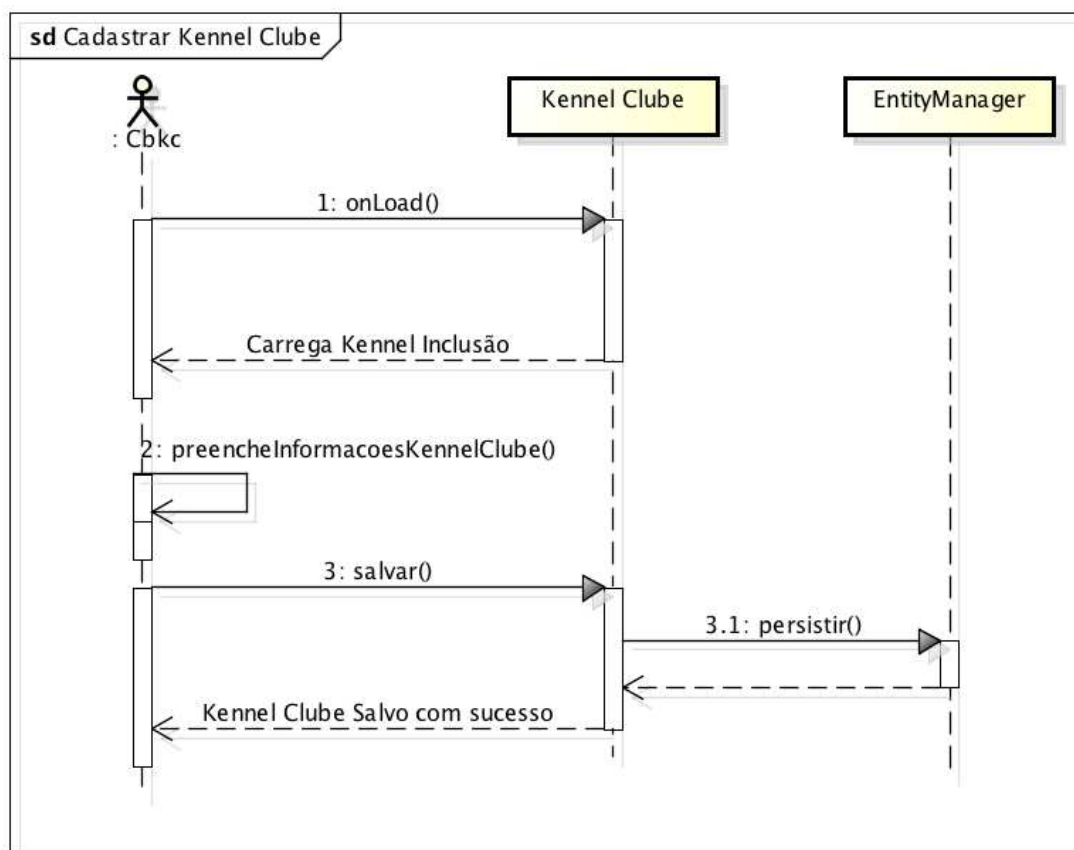 sd Cadastrar Kennel Clube
: Cbkc
Kennel Clube
EntityManager
1: onLoad()
Carrega Kennel Inclusão
2: preencheInformacoesKennelClube()
3: salvar()
3.1: persistir()
Kennel Clube Salvo com sucesso